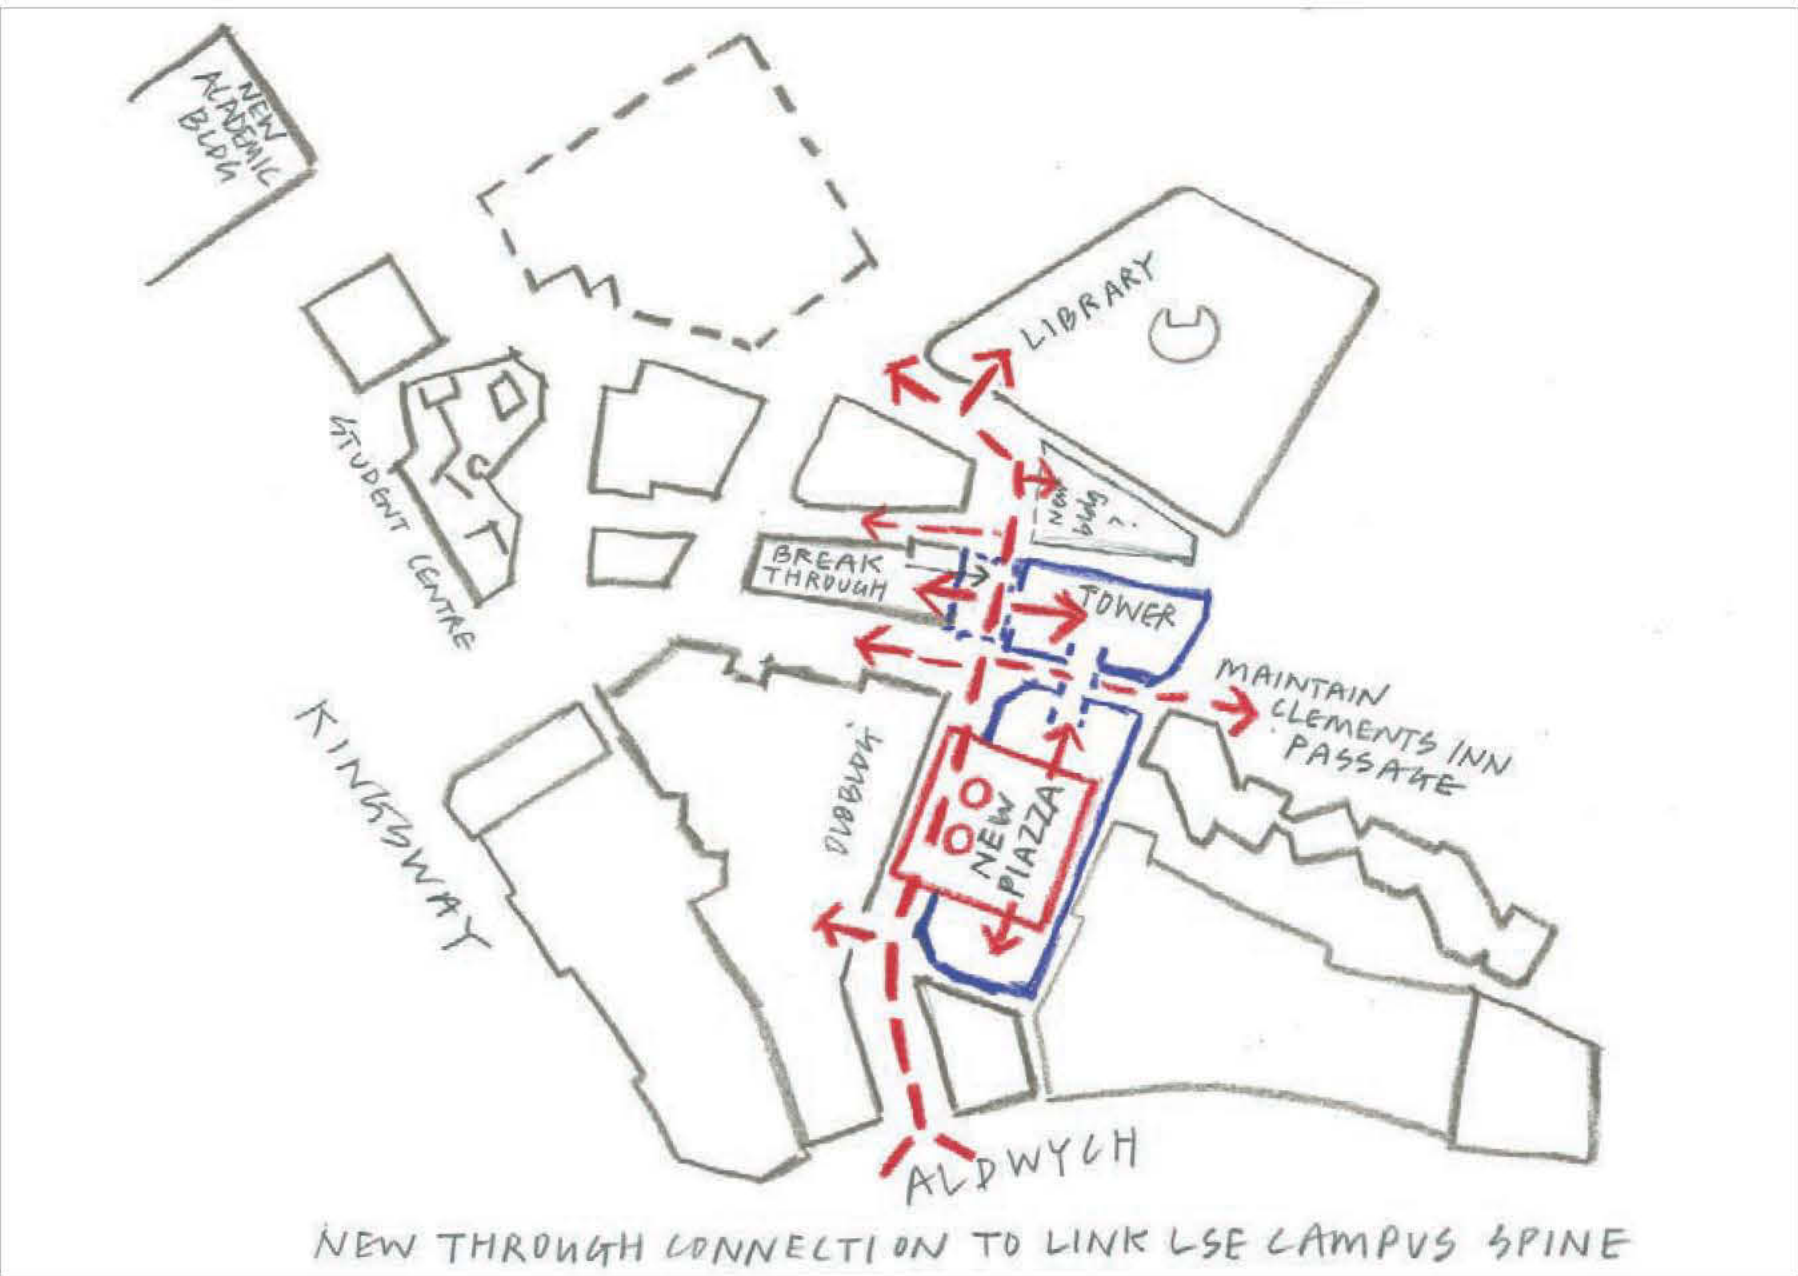 NEW
ACADEMIC
BLDG
LIBRARY
STUDENT CENTRE
New
bldg
?.
BREAK
THROUGH
TOWER
MAINTAIN
CLEMENTS INN
PASSAGE
KINGSWAY
NEW
PIAZZA
ALDWYCH
NEW THROUGH CONNECTION TO LINK LSE CAMPUS SPINE